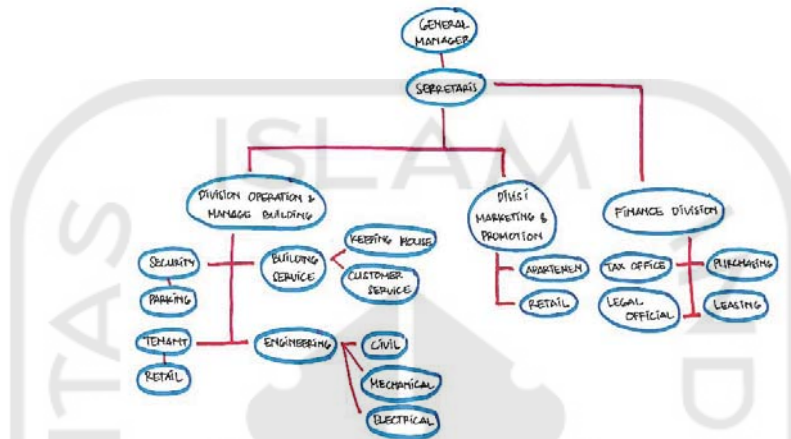 GENERAL
MANAGER
SEKRETARIS
DIVISION OPERATION &
MANAGE BUILDING
DIVISI
MARKETING &
PROMOTION
FINANCE DIVISION
SECURITY
PARKING
BUILDING
SERVICE
KEEPING HOUSE
CUSTOMER
SERVICE
TENANT
RETAIL
ENGINEERING
CIVIL
MECHANICAL
ELECTRICAL
APARTEMEN
RETAIL
TAX OFFICE
PURCHASING
LEGAL
OFFICIAL
LEASING
ISLAM
ITAS